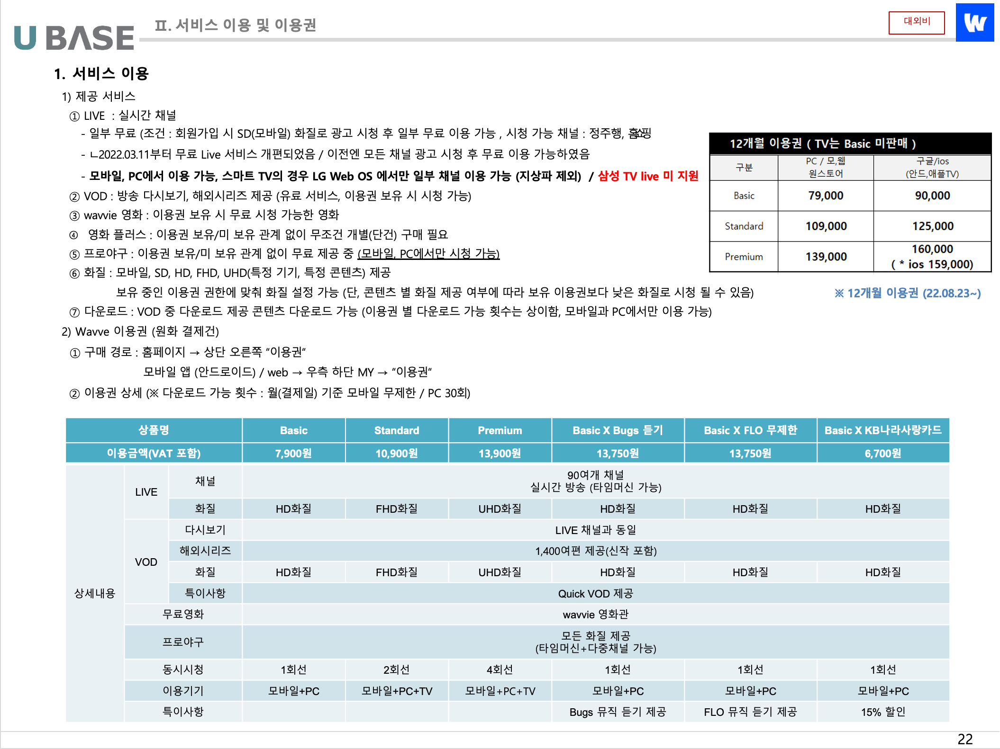 U BASE
Ⅱ. 서비스 이용 및 이용권
대외비
W
1. 서비스 이용
1) 제공 서비스
① LIVE : 실시간 채널
- 일부 무료 (조건 : 회원가입 시 SD(모바일) 화질로 광고 시청 후 일부 무료 이용 가능 , 시청 가능 채널 : 정주행, 홈쇼핑
- ㄴ2022.03.11부터 무료 Live 서비스 개편되었음 / 이전엔 모든 채널 광고 시청 후 무료 이용 가능하였음
- 모바일, PC에서 이용 가능, 스마트 TV의 경우 LG Web OS 에서만 일부 채널 이용 가능 (지상파 제외) / 삼성 TV live 미 지원
② VOD : 방송 다시보기, 해외시리즈 제공 (유료 서비스, 이용권 보유 시 시청 가능)
③ wavvie 영화 : 이용권 보유 시 무료 시청 가능한 영화
④ 영화 플러스 : 이용권 보유/미 보유 관계 없이 무조건 개별(단건) 구매 필요
⑤ 프로야구 : 이용권 보유/미 보유 관계 없이 무료 제공 중 (모바일, PC에서만 시청 가능)
⑥ 화질 : 모바일, SD, HD, FHD, UHD(특정 기기, 특정 콘텐츠) 제공
보유 중인 이용권 권한에 맞춰 화질 설정 가능 (단, 콘텐츠 별 화질 제공 여부에 따라 보유 이용권보다 낮은 화질로 시청 될 수 있음)
⑦ 다운로드 : VOD 중 다운로드 제공 콘텐츠 다운로드 가능 (이용권 별 다운로드 가능 횟수는 상이함, 모바일과 PC에서만 이용 가능)
12개월 이용권 ( TV는 Basic 미판매 )
구분 PC / 모,웹 원스토어 구글/ios (안드,애플TV)
Basic 79,000 90,000
Standard 109,000 125,000
Premium 139,000 160,000
( * ios 159,000)
※ 12개월 이용권 (22.08.23~)
2) Wavve 이용권 (원화 결제건)
① 구매 경로 : 홈페이지 → 상단 오른쪽 “이용권“
모바일 앱 (안드로이드) / web → 우측 하단 MY → “이용권“
② 이용권 상세 (※ 다운로드 가능 횟수 : 월(결제일) 기준 모바일 무제한 / PC 30회)
상품명 Basic Standard Premium Basic X Bugs 듣기 Basic X FLO 무제한 Basic X KB나라사랑카드
이용금액(VAT 포함) 7,900원 10,900원 13,900원 13,750원 13,750원 6,700원
상세내용
LIVE
채널 90여개 채널
실시간 방송 (타임머신 가능)
화질 HD화질 FHD화질 UHD화질 HD화질 HD화질 HD화질
VOD
다시보기 LIVE 채널과 동일
해외시리즈 1,400여편 제공(신작 포함)
화질 HD화질 FHD화질 UHD화질 HD화질 HD화질 HD화질
특이사항 Quick VOD 제공
무료영화 wavvie 영화관
프로야구 모든 화질 제공
(타임머신+다중채널 가능)
동시시청 1회선 2회선 4회선 1회선 1회선 1회선
이용기기 모바일+PC 모바일+PC+TV 모바일+PC+TV 모바일+PC 모바일+PC 모바일+PC
특이사항 Bugs 뮤직 듣기 제공 FLO 뮤직 듣기 제공 15% 할인
22